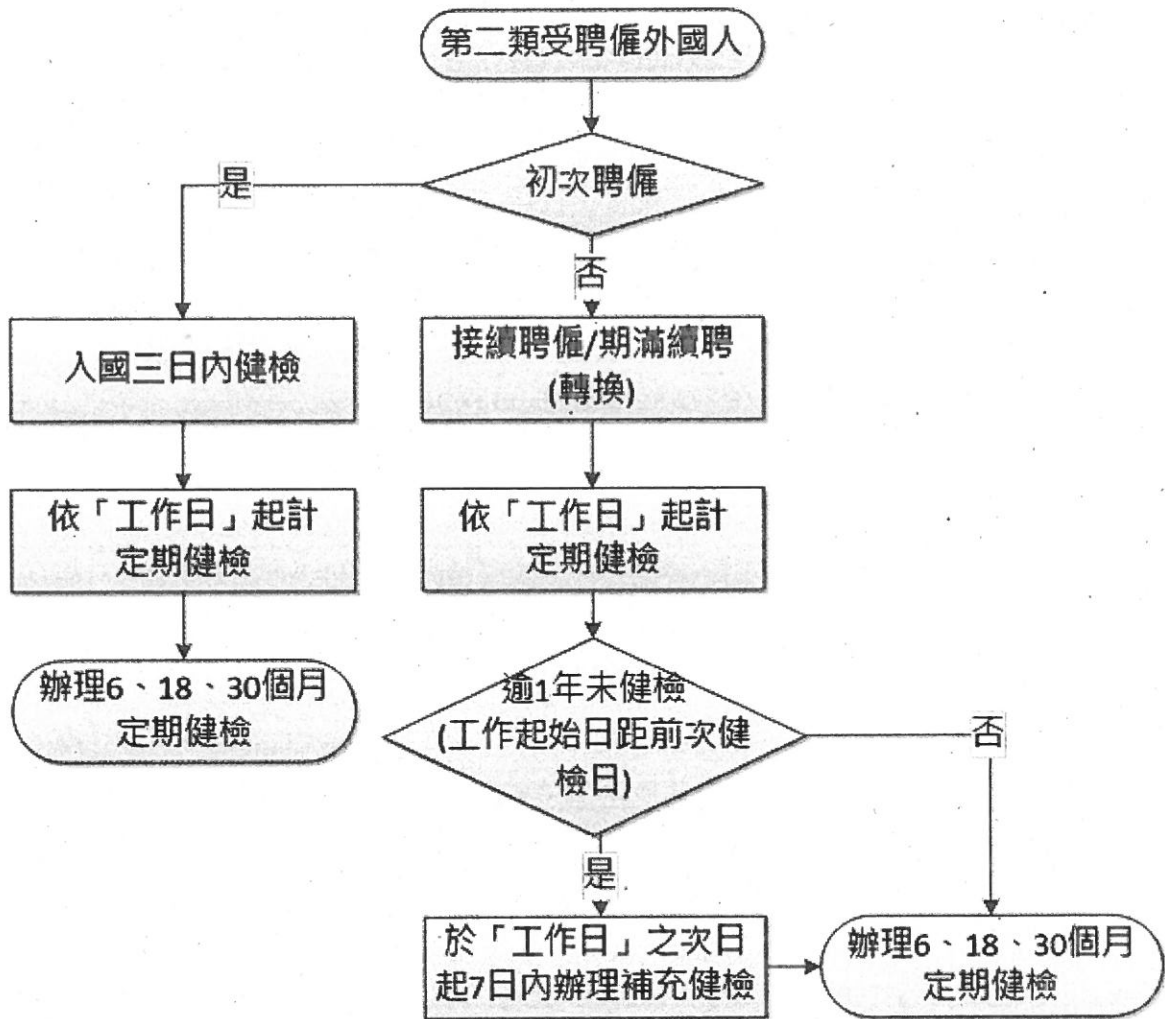 第二類受聘僱外國人
初次聘僱
是
否
入國三日內健檢
接續聘僱/期滿續聘
(轉換)
依「工作日」起計
定期健檢
依「工作日」起計
定期健檢
辦理6、18、30個月
定期健檢
逾1年未健檢
(工作起始日距前次健
檢日)
否
是
於「工作日」之次日
起7日內辦理補充健檢
辦理6、18、30個月
定期健檢